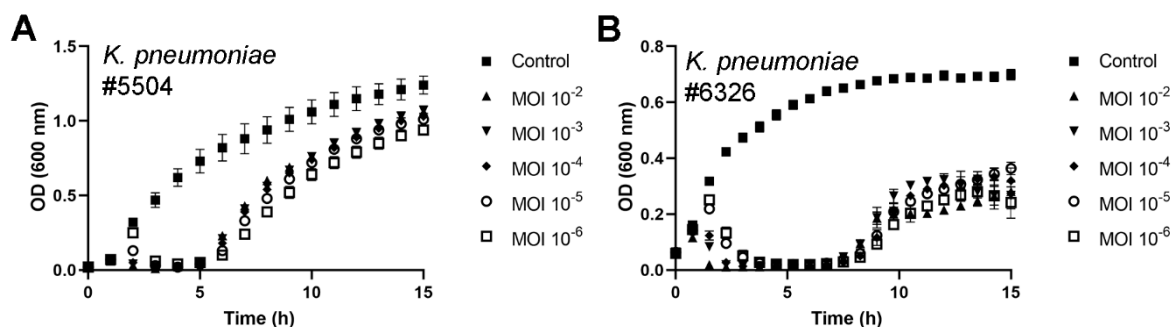 A
K. pneumoniae
#5504
OD (600 nm)
1.5
1.0
0.5
0.0
0
5
10
15
Time (h)
Control
MOI 10⁻²
MOI 10⁻³
MOI 10⁻⁴
MOI 10⁻⁵
MOI 10⁻⁶
B
K. pneumoniae
#6326
OD (600 nm)
0.8
0.6
0.4
0.2
0.0
0
5
10
15
Time (h)
Control
MOI 10⁻²
MOI 10⁻³
MOI 10⁻⁴
MOI 10⁻⁵
MOI 10⁻⁶